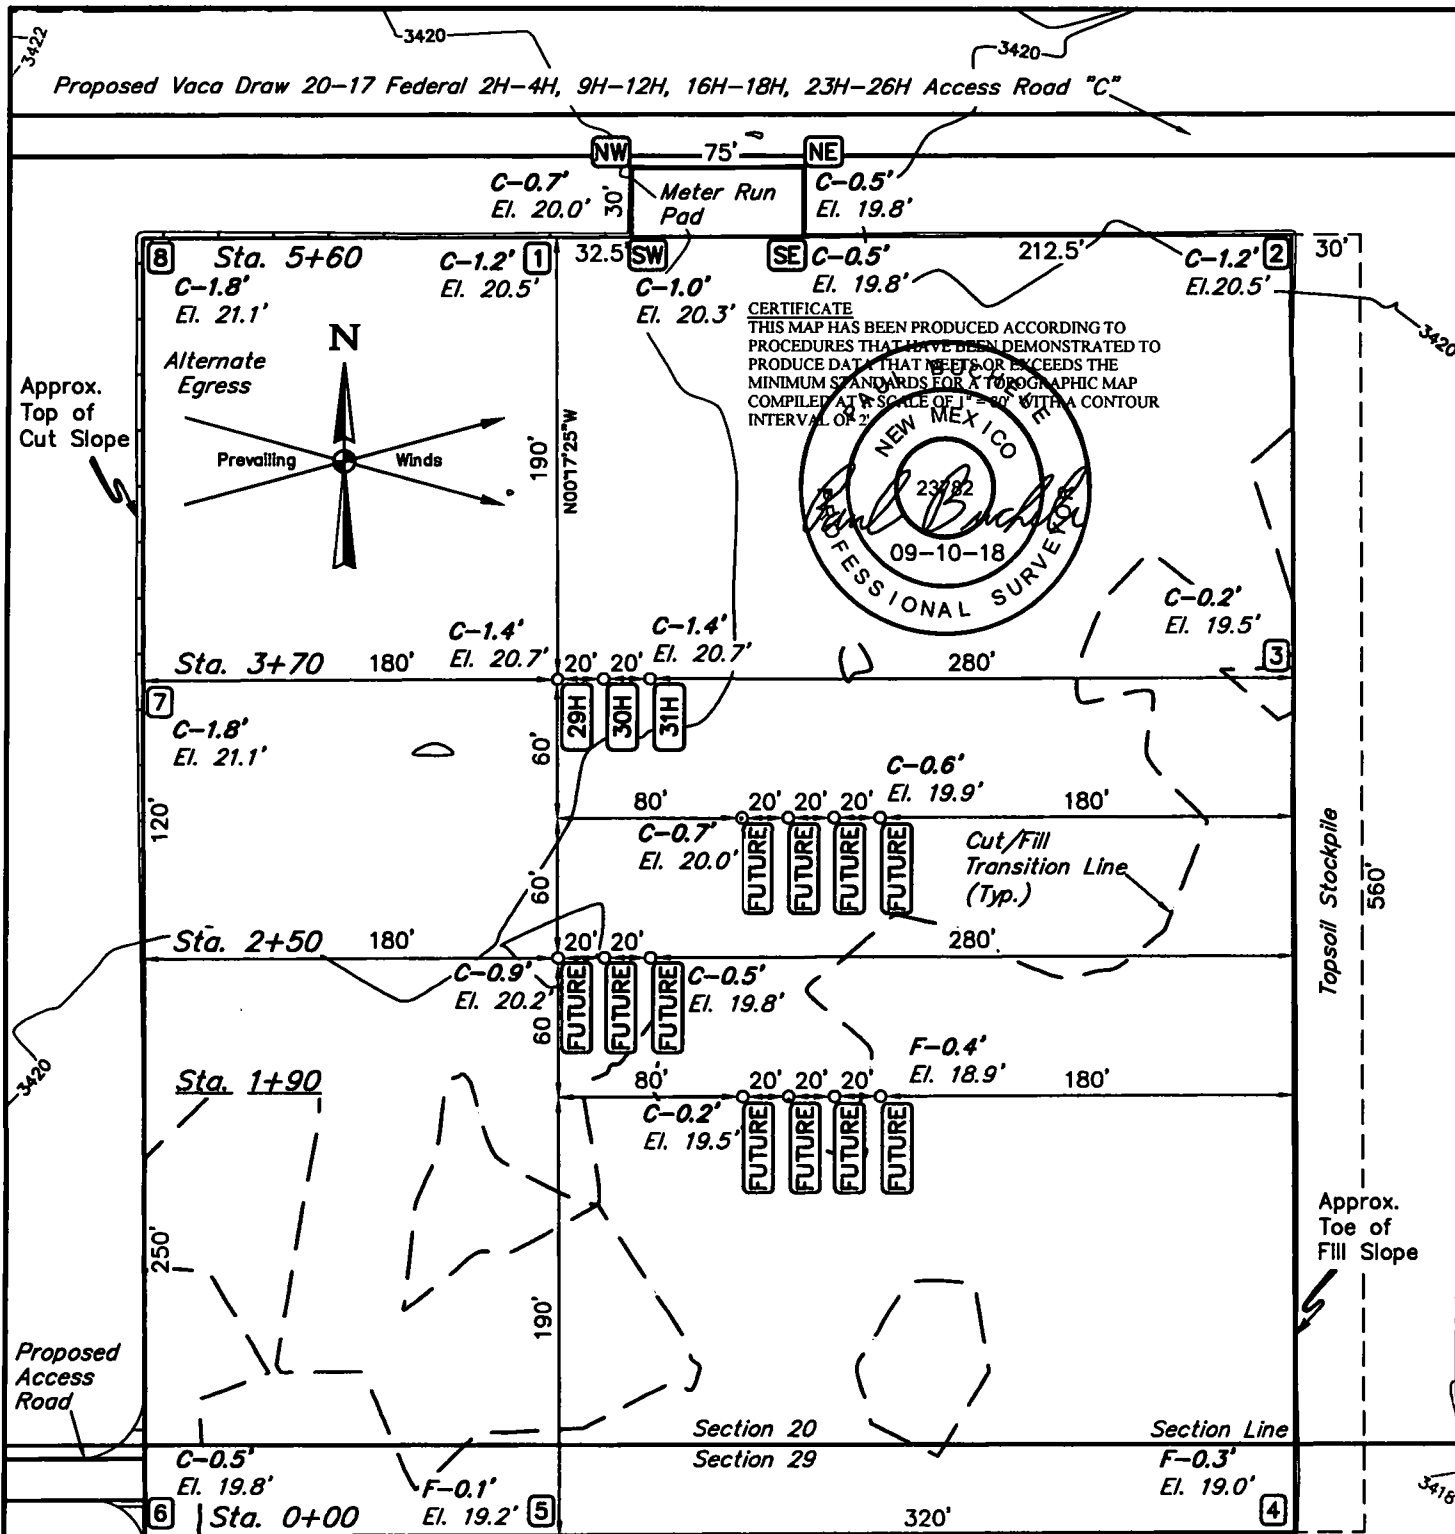 3422
3420
3420
Proposed Vaca Draw 20-17 Federal 2H-4H, 9H-12H, 16H-18H, 23H-26H Access Road "C"
NW
75'
NE
C-0.7'
El. 20.0'
30'
Meter Run
Pad
C-0.5'
El. 19.8'
8
Sta. 5+60
C-1.2'
El. 20.5'
1
32.5'
SW
SE
C-0.5'
El. 19.8'
212.5'
C-1.2'
El.20.5'
2
30'
C-1.8'
El. 21.1'
C-1.0'
El. 20.3'
3420
CERTIFICATE
THIS MAP HAS BEEN PRODUCED ACCORDING TO
PROCEDURES THAT HAVE BEEN DEMONSTRATED TO
PRODUCE DATA THAT MEETS OR EXCEEDS THE
MINIMUM STANDARDS FOR A TOPOGRAPHIC MAP
COMPILED AT A SCALE OF 1" = 80' WITH A CONTOUR
INTERVAL OF 2'
PAUL BUCHELE
NEW MEXICO
23782
09-10-18
PROFESSIONAL SURVEYOR
N
Alternate
Egress
Prevailing Winds
Approx.
Top of
Cut Slope
190'
N00°17'25"W
C-0.2'
El. 19.5'
3
C-1.4'
El. 20.7'
C-1.4'
El. 20.7'
Sta. 3+70
180'
20'
20'
280'
7
29H
30H
31H
C-1.8'
El. 21.1'
60'
120'
C-0.6'
El. 19.9'
80'
20'
20'
20'
180'
C-0.7'
El. 20.0'
FUTURE
FUTURE
FUTURE
FUTURE
Cut/Fill
Transition Line
(Typ.)
Topsoil Stockpile
560'
60'
Sta. 2+50
180'
20'
20'
280'
C-0.9'
El. 20.2'
FUTURE
FUTURE
FUTURE
C-0.5'
El. 19.8'
60'
3420
Sta. 1+90
F-0.4'
El. 18.9'
80'
20'
20'
20'
180'
C-0.2'
El. 19.5'
FUTURE
FUTURE
FUTURE
FUTURE
250'
190'
Approx.
Toe of
Fill Slope
Proposed
Access
Road
Section 20
Section Line
Section 29
C-0.5'
El. 19.8'
F-0.1'
El. 19.2'
F-0.3'
El. 19.0'
3418
6
Sta. 0+00
5
320'
4